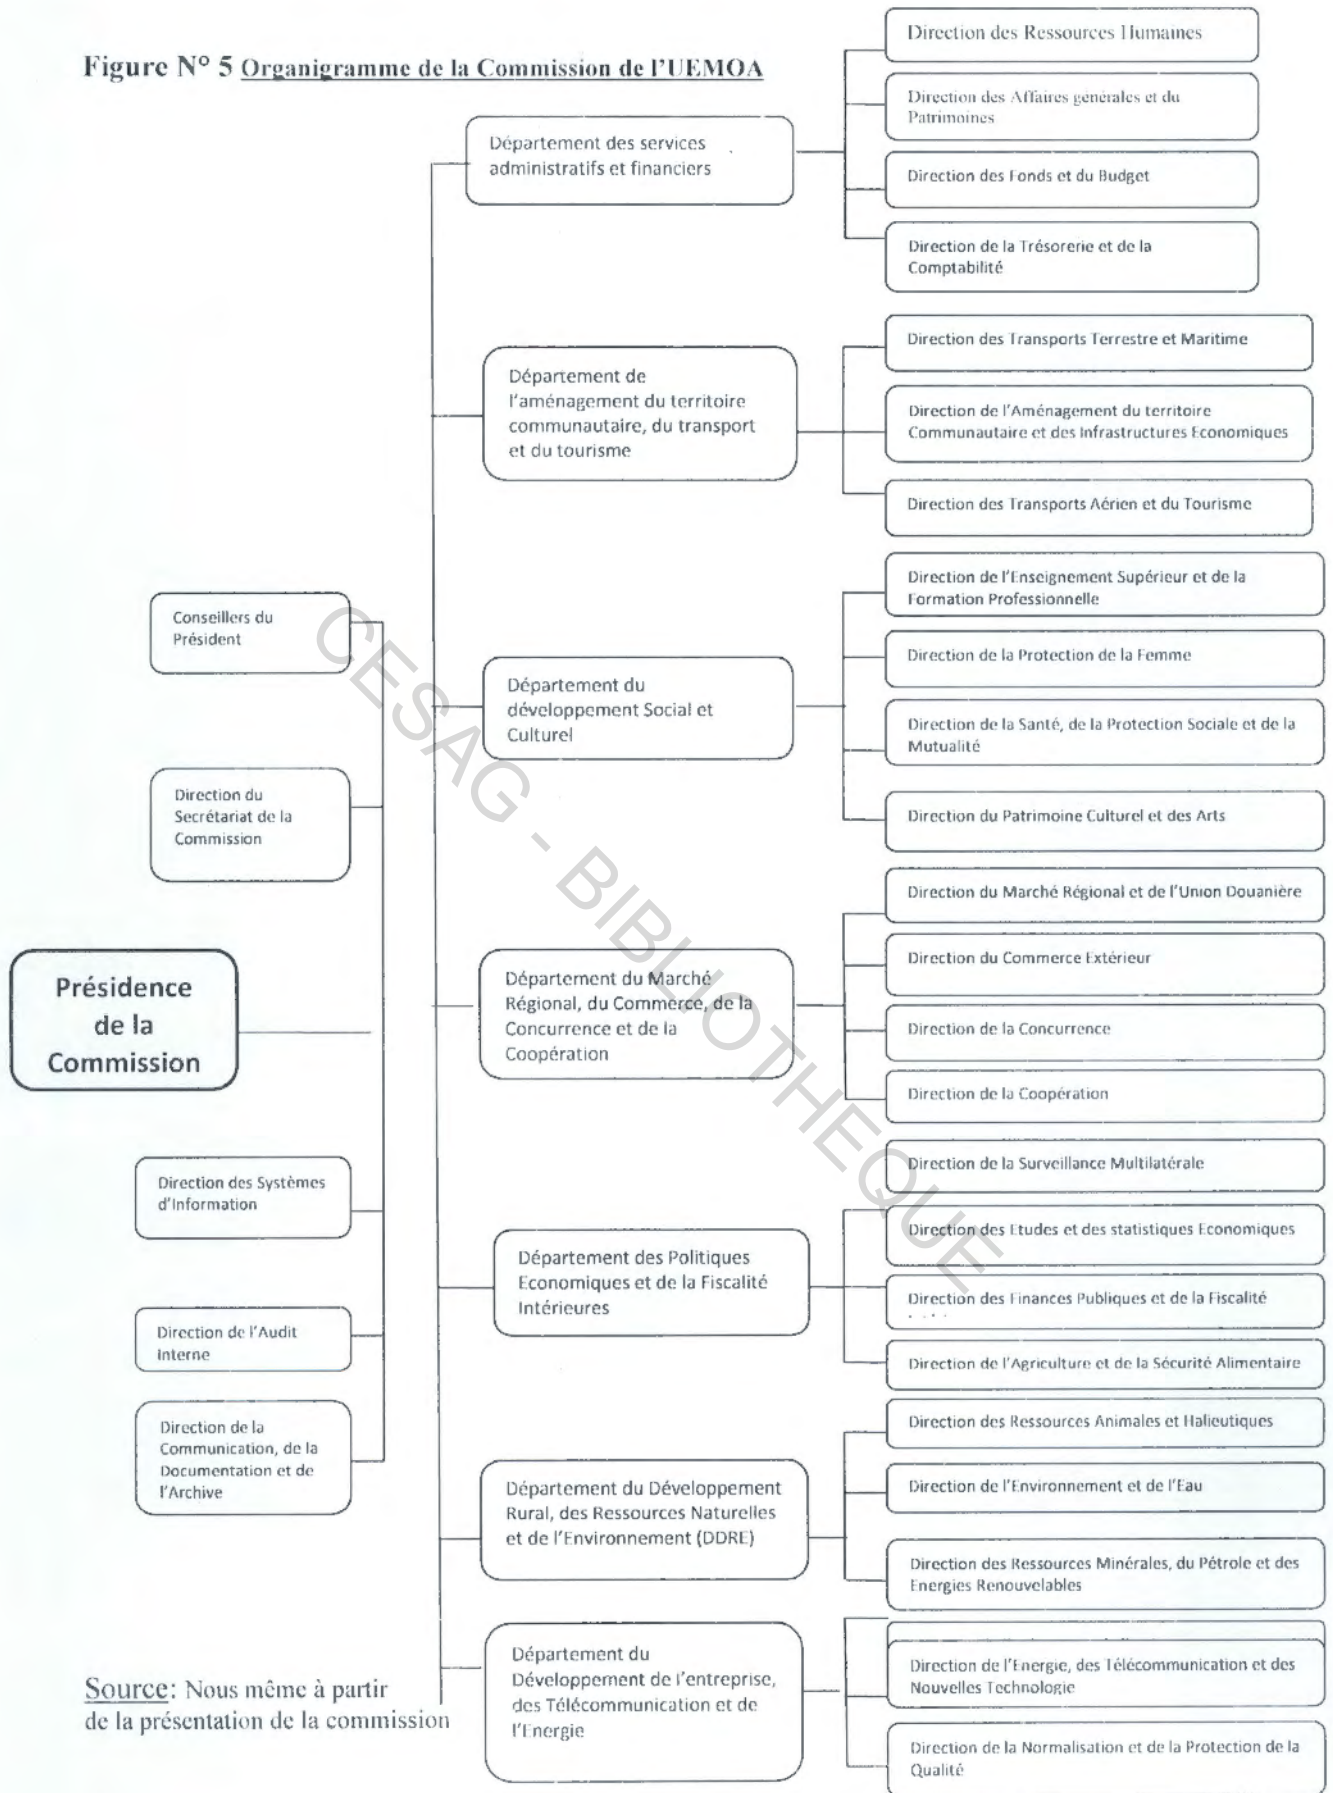 Figure N° 5 Organigramme de la Commission de l'UEMOA
Département des services
administratifs et financiers
Direction des Ressources Humaines
Direction des Affaires générales et du
Patrimoines
Direction des Fonds et du Budget
Direction de la Trésorerie et de la
Comptabilité
Département de
l'aménagement du territoire
communautaire, du transport
et du tourisme
Direction des Transports Terrestre et Maritime
Direction de l'Aménagement du territoire
Communautaire et des Infrastructures Economiques
Direction des Transports Aérien et du Tourisme
Conseillers du
Président
Direction du
Secrétariat de la
Commission
Présidence
de la
Commission
Direction des Systèmes
d'Information
Direction de l'Audit
Interne
Direction de la
Communication, de la
Documentation et de
l'Archive
Département du
développement Social et
Culturel
Direction de l'Enseignement Supérieur et de la
Formation Professionnelle
Direction de la Protection de la Femme
Direction de la Santé, de la Protection Sociale et de la
Mutualité
Direction du Patrimoine Culturel et des Arts
Département du Marché
Régional, du Commerce, de la
Concurrence et de la
Coopération
Direction du Marché Régional et de l'Union Douanière
Direction du Commerce Extérieur
Direction de la Concurrence
Direction de la Coopération
Département des Politiques
Economiques et de la Fiscalité
Intérieures
Direction de la Surveillance Multilatérale
Direction des Etudes et des statistiques Economiques
Direction des Finances Publiques et de la Fiscalité
Direction de l'Agriculture et de la Sécurité Alimentaire
Département du Développement
Rural, des Ressources Naturelles
et de l'Environnement (DDRE)
Direction des Ressources Animales et Halieutiques
Direction de l'Environnement et de l'Eau
Direction des Ressources Minérales, du Pétrole et des
Energies Renouvelables
Département du
Développement de l'entreprise,
des Télécommunication et de
l'Energie
Direction de l'Energie, des Télécommunication et des
Nouvelles Technologie
Direction de la Normalisation et de la Protection de la
Qualité
Source: Nous même à partir
de la présentation de la commission
CESAG - BIBLIOTHEQUE